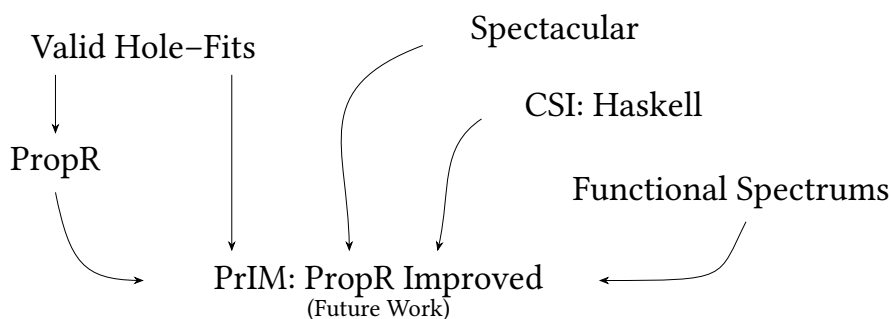 Spectacular
Valid Hole–Fits
CSI: Haskell
PropR
Functional Spectrums
PrIM: PropR Improved
(Future Work)